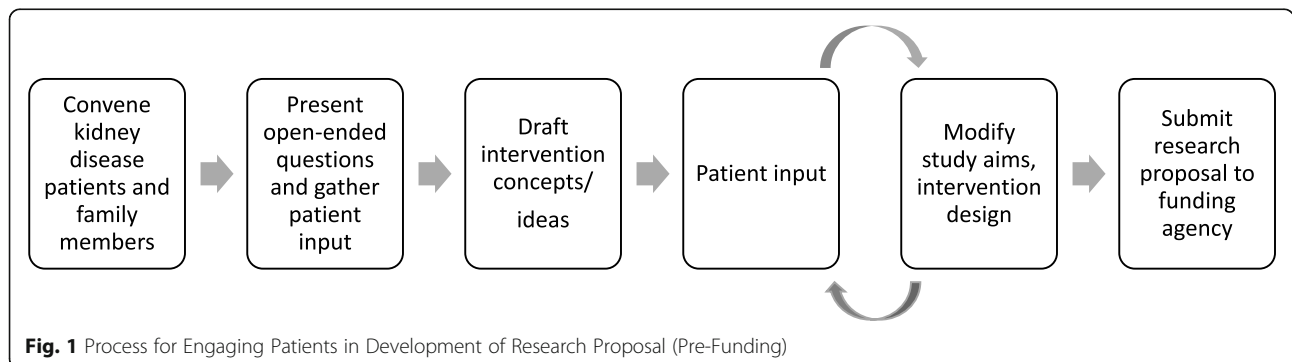 Convene
kidney
disease
patients and
family
members
Present
open-ended
questions
and gather
patient
input
Draft
intervention
concepts/
ideas
Patient input
Modify
study aims,
intervention
design
Submit
research
proposal to
funding
agency
Fig. 1 Process for Engaging Patients in Development of Research Proposal (Pre-Funding)